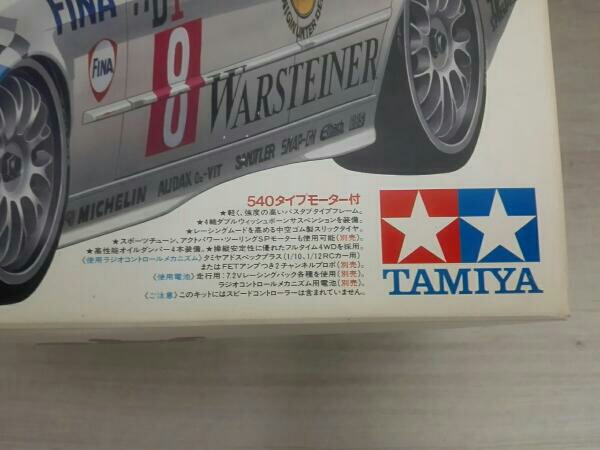 FINA
FINA
8
WARSTEINER
MICHELIN AUDAX O₂-VIT SANTLER SNAP-ON Eibach
540タイプモーター付
★軽く、強度の高いバスタブタイプフレーム。
★4輪ダブルウィッシュボーンサスペンションを装備。
★レーシングムードを高める中空ゴム製スリックタイヤ。
★スポーツチューン、アクトパワー・ツーリングSPモーターも使用可能(別売)。
★高性能オイルダンパー4本装備。★操縦安定性に優れたフルタイム4WDを採用。
《使用ラジオコントロールメカニズム》タミヤアドスペックプラス(1/10、1/12RCカー用)
またはFETアンプつき2チャンネルプロポ(別売)。
《使用電池》走行用:7.2Vレーシングパック各種を使用(別売)。
ラジオコントロールメカニズム用電池(別売)。
《ご注意》このキットにはスピードコントローラーは含まれていません。
TAMIYA